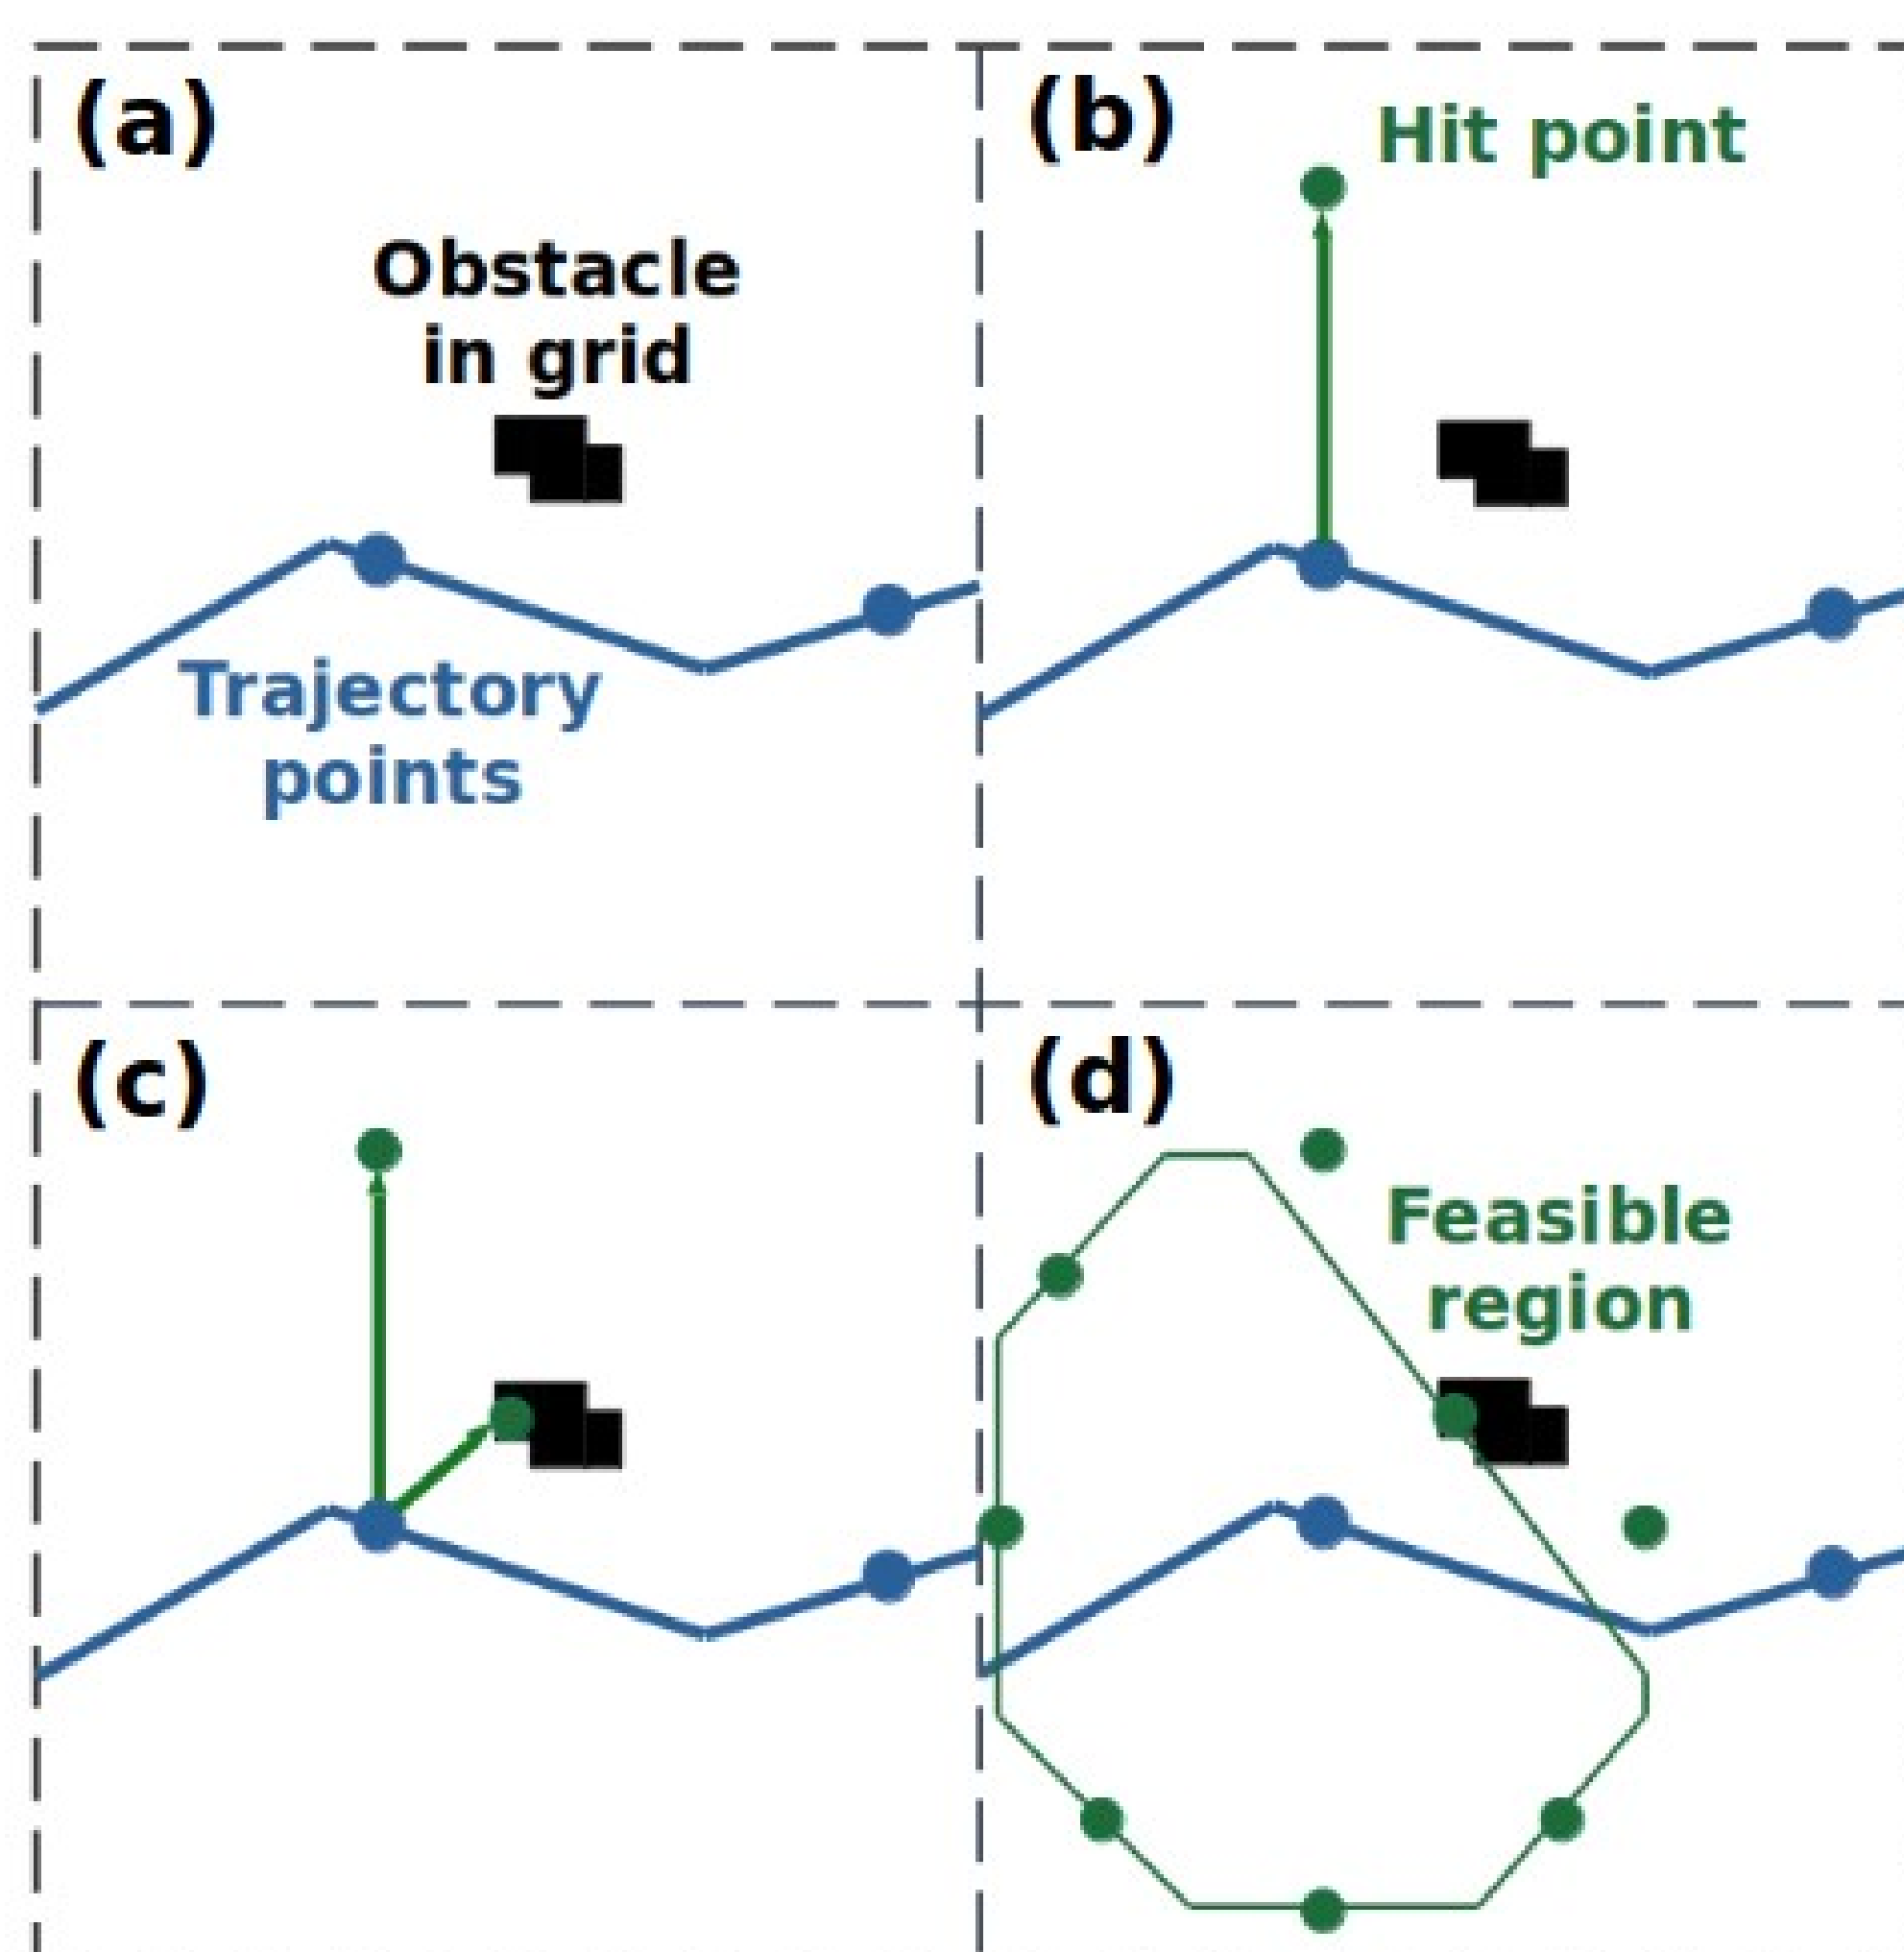 (a)
Obstacle
in grid
Trajectory
points
(b)
Hit point
(c)
(d)
Feasible
region